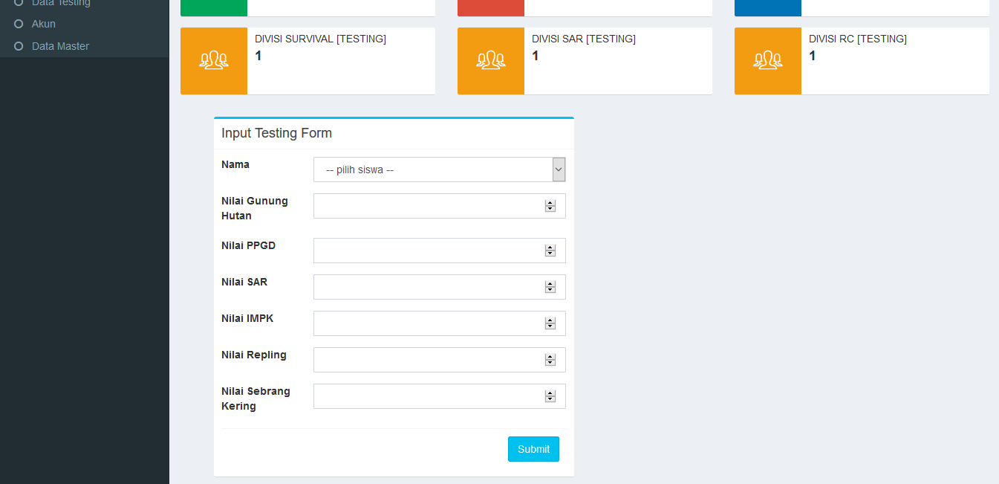 Data Testing
Akun
Data Master
DIVISI SURVIVAL [TESTING]
1
DIVISI SAR [TESTING]
1
DIVISI RC [TESTING]
1
Input Testing Form
Nama
-- pilih siswa --
Nilai Gunung
Hutan
Nilai PPGD
Nilai SAR
Nilai IMPK
Nilai Repling
Nilai Sebrang
Kering
Submit